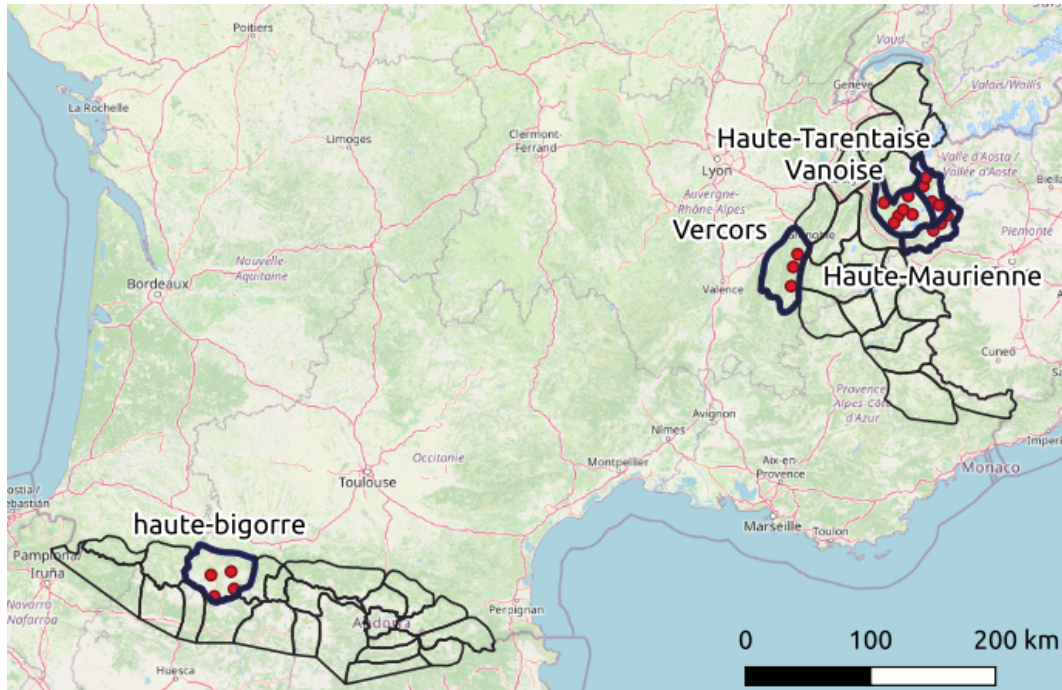 Poitiers
Vaud
Genève
Valais/Wallis
La Rochelle
Limoges
Clermont-
Ferrand
Haute-Tarentaise
Lyon
Valle d'Aosta /
Vallée d'Aoste
Vanoise
Biella
Auvergne-
Rhône-Alpes
Vercors
Grenoble
Piemonte
Nouvelle-
Aquitaine
Haute-Maurienne
Bordeaux
Valence
Cuneo
Provence-
Alpes-Côte
d'Azur
Avignon
Nîmes
Imperia
Occitanie
Montpellier
Aix-en-
Provence
Monaco
Toulouse
Marseille
Toulon
haute-bigorre
Pamplona/
Iruña
Perpignan
Navarra
Nafarroa
Andorra
Huesca
0 100 200 km